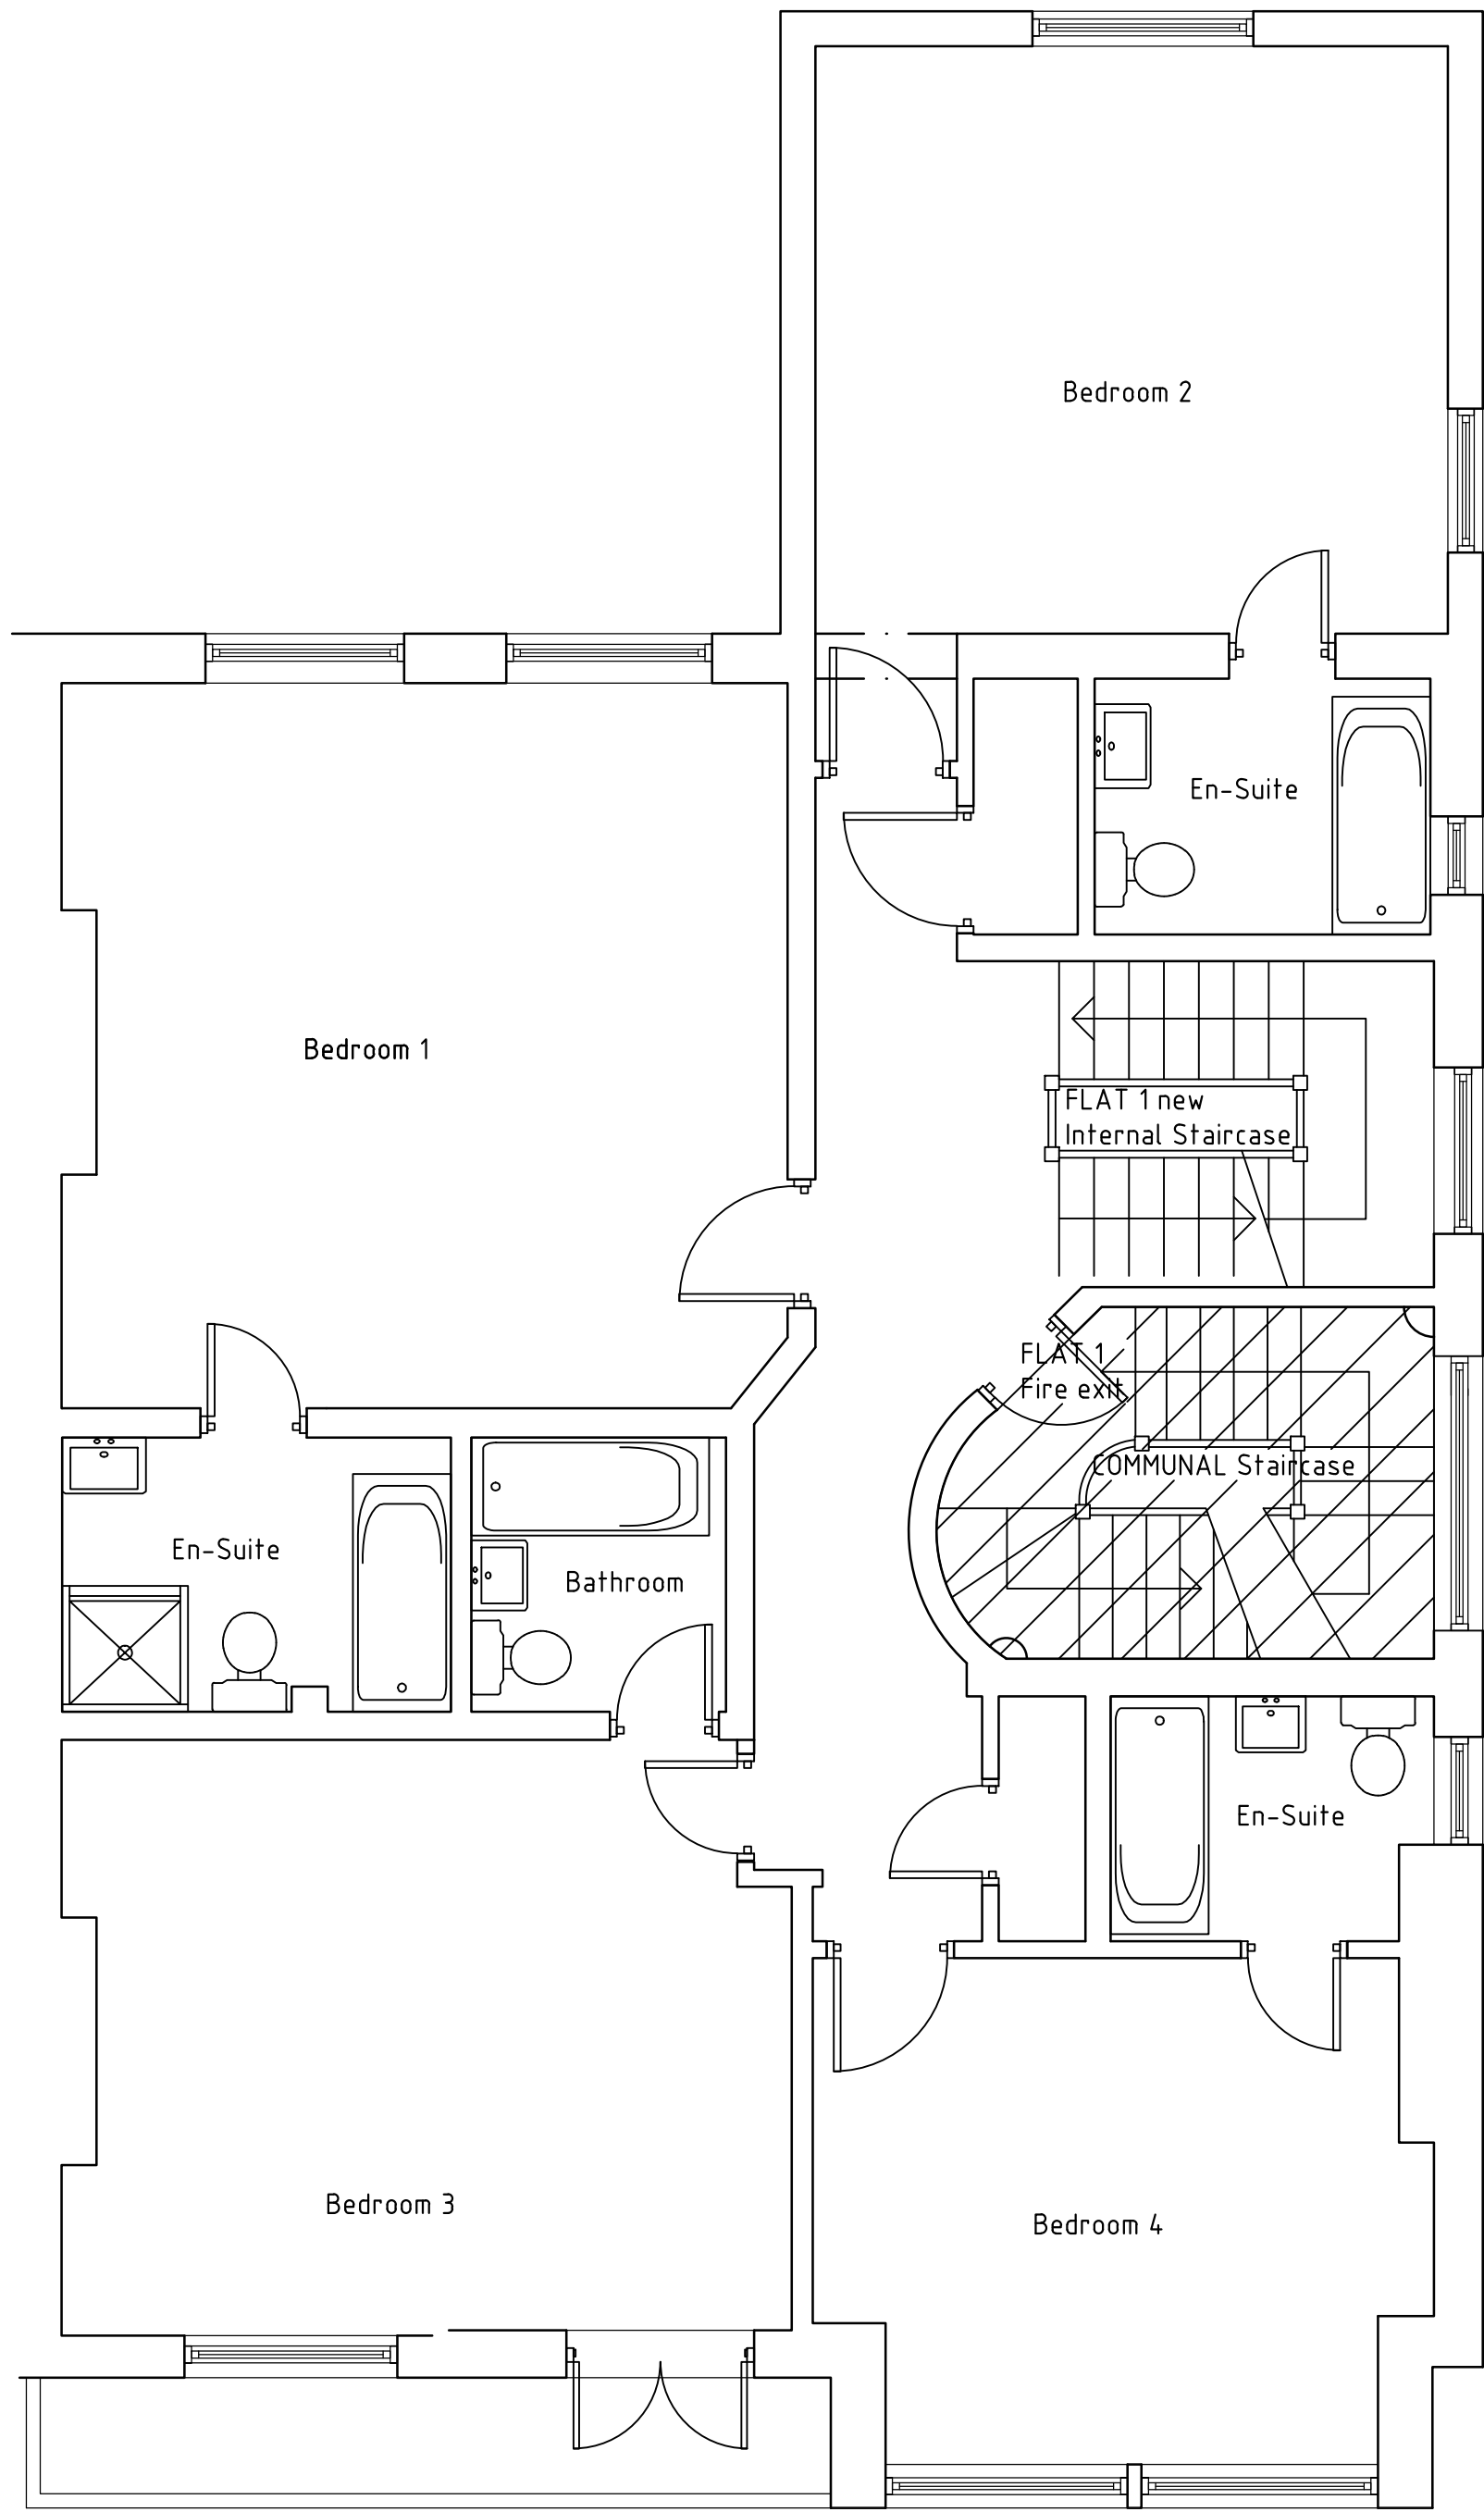 Bedroom 2
En-Suite
Bedroom 1
FLAT 1 new
Internal Staircase
FLAT 1
Fire exit
COMMUNAL Staircase
En-Suite
Bathroom
En-Suite
Bedroom 3
Bedroom 4